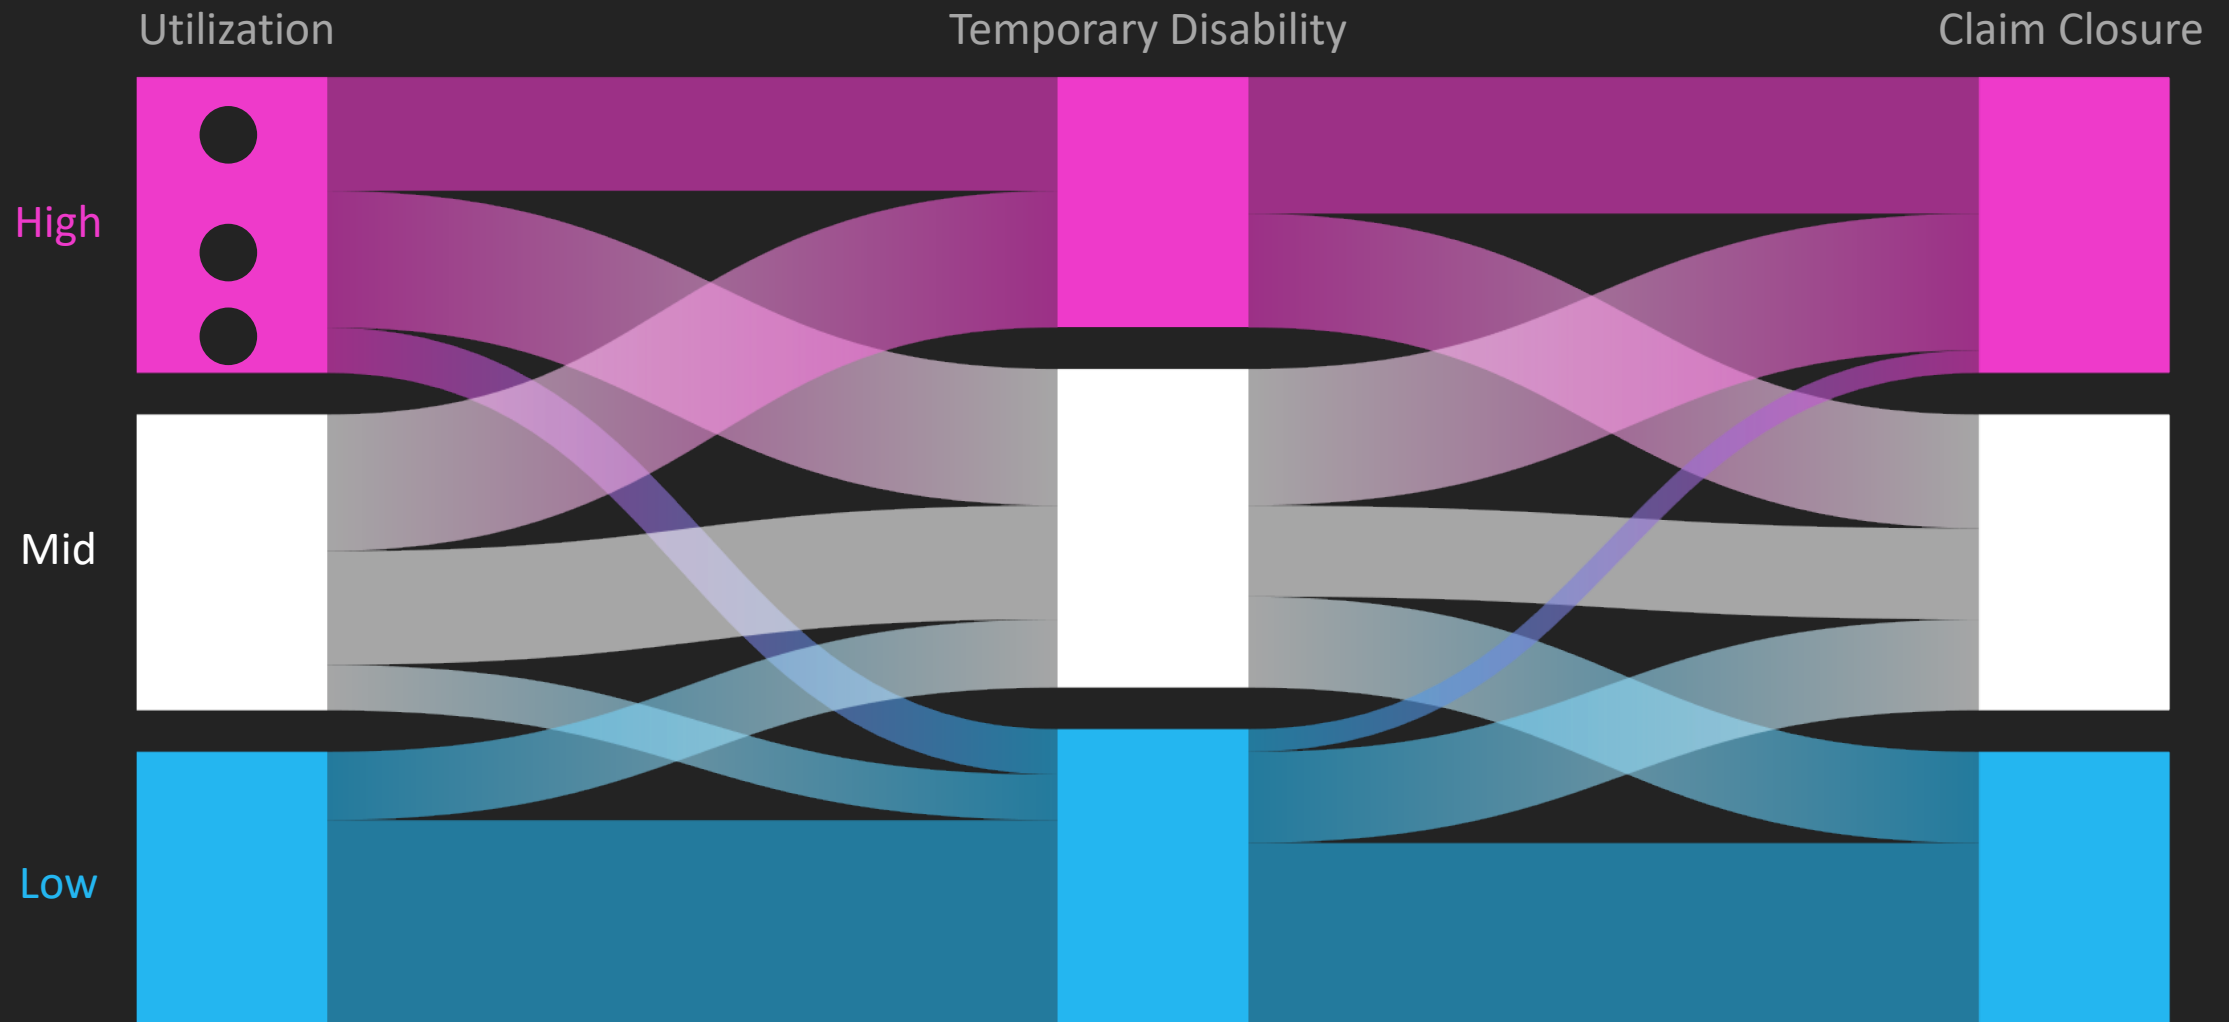 Utilization
Temporary Disability
Claim Closure
High
Mid
Low